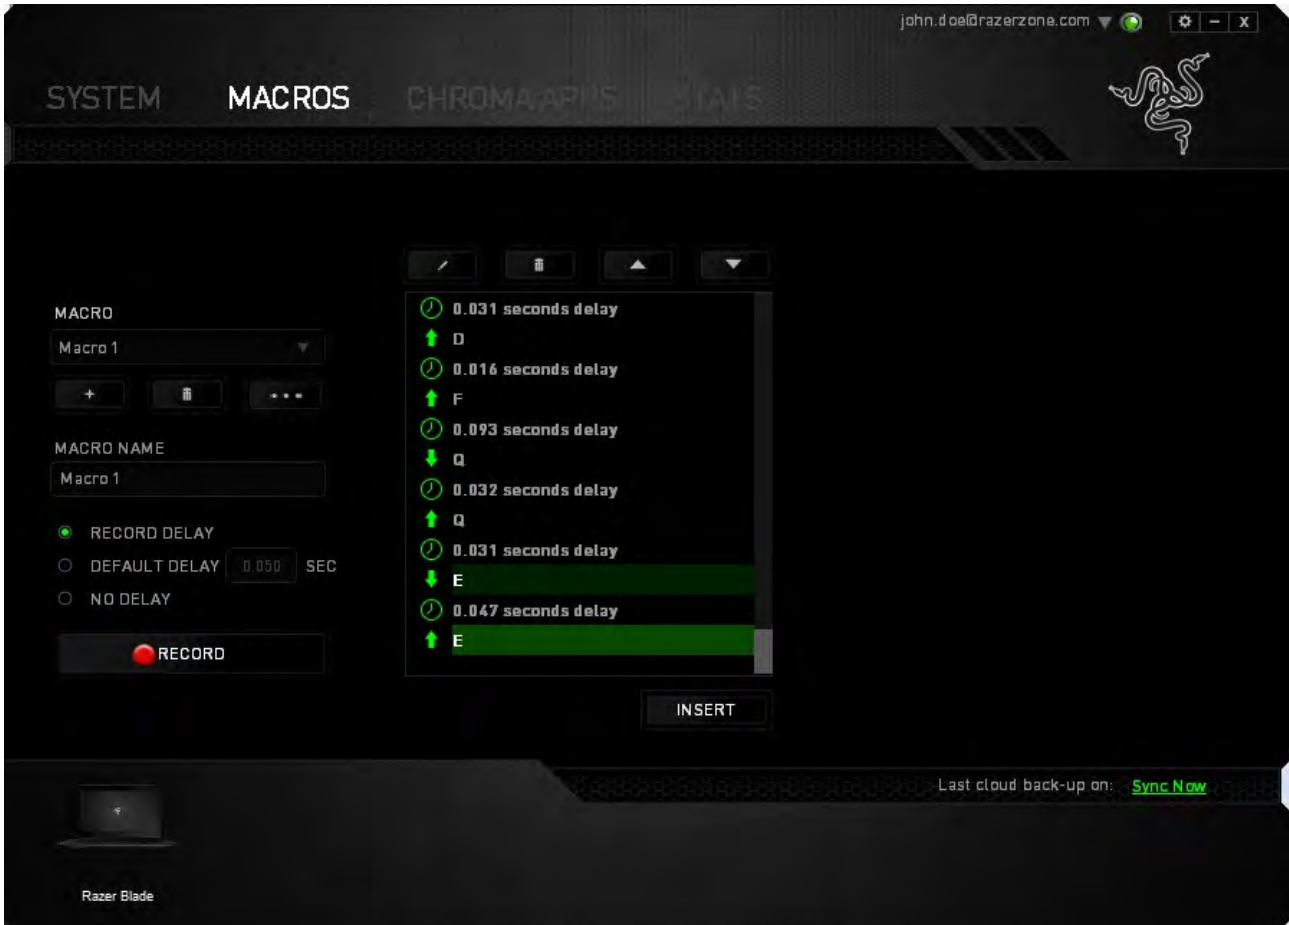 john.doe@razerzone.com
X
SYSTEM MACROS CHROMA APPS STATS
MACRO
Macro 1
MACRO NAME
Macro 1
RECORD DELAY
DEFAULT DELAY 0.050 SEC
NO DELAY
RECORD
0.031 seconds delay
D
0.016 seconds delay
F
0.093 seconds delay
Q
0.032 seconds delay
Q
0.031 seconds delay
E
0.047 seconds delay
E
INSERT
Last cloud back-up on: Sync Now
Razer Blade